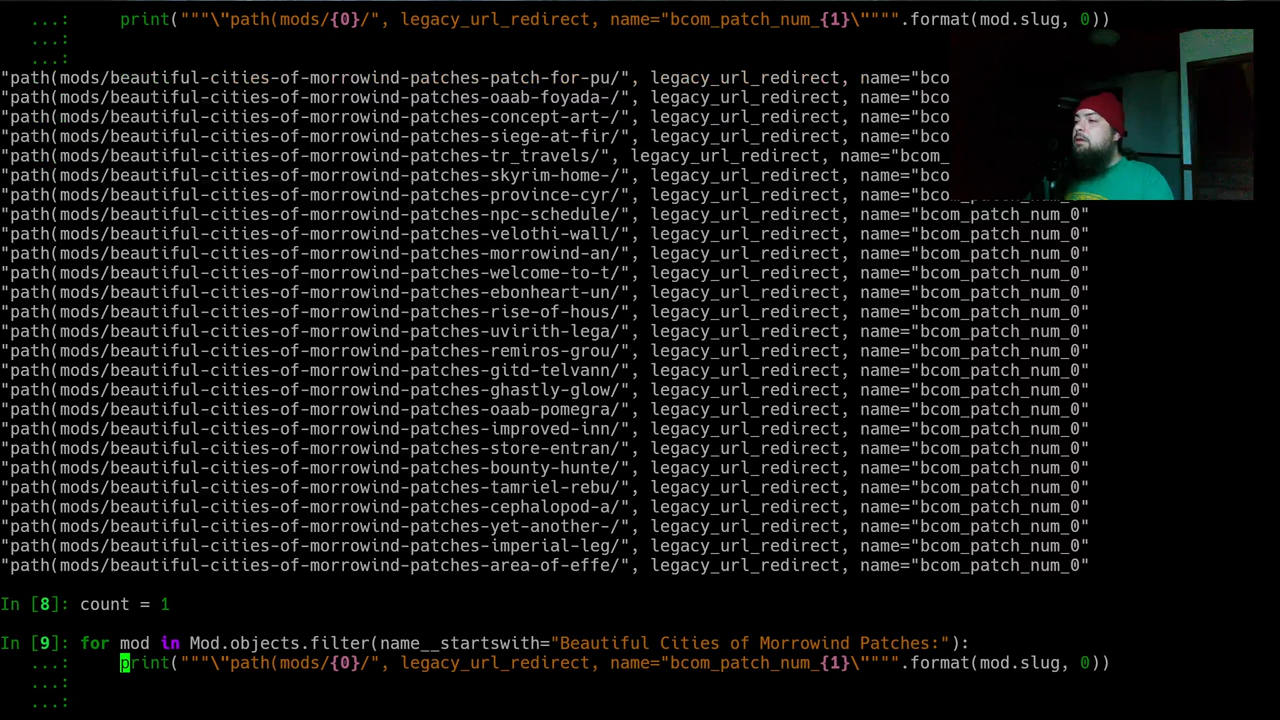 ...:     print("""\"path(mods/{0}/", legacy_url_redirect, name="bcom_patch_num_{1}\"""".format(mod.slug, 0))
...:
...:
"path(mods/beautiful-cities-of-morrowind-patches-patch-for-pu/", legacy_url_redirect, name="bco
"path(mods/beautiful-cities-of-morrowind-patches-oaab-foyada-/", legacy_url_redirect, name="bco
"path(mods/beautiful-cities-of-morrowind-patches-concept-art-/", legacy_url_redirect, name="bco
"path(mods/beautiful-cities-of-morrowind-patches-siege-at-fir/", legacy_url_redirect, name="bco
"path(mods/beautiful-cities-of-morrowind-patches-tr_travels/", legacy_url_redirect, name="bcom_
"path(mods/beautiful-cities-of-morrowind-patches-skyrim-home-/", legacy_url_redirect, name="bco
"path(mods/beautiful-cities-of-morrowind-patches-province-cyr/", legacy_url_redirect, name="bco
"path(mods/beautiful-cities-of-morrowind-patches-npc-schedule/", legacy_url_redirect, name="bcom_patch_num_0"
"path(mods/beautiful-cities-of-morrowind-patches-velothi-wall/", legacy_url_redirect, name="bcom_patch_num_0"
"path(mods/beautiful-cities-of-morrowind-patches-morrowind-an/", legacy_url_redirect, name="bcom_patch_num_0"
"path(mods/beautiful-cities-of-morrowind-patches-welcome-to-t/", legacy_url_redirect, name="bcom_patch_num_0"
"path(mods/beautiful-cities-of-morrowind-patches-ebonheart-un/", legacy_url_redirect, name="bcom_patch_num_0"
"path(mods/beautiful-cities-of-morrowind-patches-rise-of-hous/", legacy_url_redirect, name="bcom_patch_num_0"
"path(mods/beautiful-cities-of-morrowind-patches-uvirith-lega/", legacy_url_redirect, name="bcom_patch_num_0"
"path(mods/beautiful-cities-of-morrowind-patches-remiros-grou/", legacy_url_redirect, name="bcom_patch_num_0"
"path(mods/beautiful-cities-of-morrowind-patches-gitd-telvann/", legacy_url_redirect, name="bcom_patch_num_0"
"path(mods/beautiful-cities-of-morrowind-patches-ghastly-glow/", legacy_url_redirect, name="bcom_patch_num_0"
"path(mods/beautiful-cities-of-morrowind-patches-oaab-pomegra/", legacy_url_redirect, name="bcom_patch_num_0"
"path(mods/beautiful-cities-of-morrowind-patches-improved-inn/", legacy_url_redirect, name="bcom_patch_num_0"
"path(mods/beautiful-cities-of-morrowind-patches-store-entran/", legacy_url_redirect, name="bcom_patch_num_0"
"path(mods/beautiful-cities-of-morrowind-patches-bounty-hunte/", legacy_url_redirect, name="bcom_patch_num_0"
"path(mods/beautiful-cities-of-morrowind-patches-tamriel-rebu/", legacy_url_redirect, name="bcom_patch_num_0"
"path(mods/beautiful-cities-of-morrowind-patches-cephalopod-a/", legacy_url_redirect, name="bcom_patch_num_0"
"path(mods/beautiful-cities-of-morrowind-patches-yet-another-/", legacy_url_redirect, name="bcom_patch_num_0"
"path(mods/beautiful-cities-of-morrowind-patches-imperial-leg/", legacy_url_redirect, name="bcom_patch_num_0"
"path(mods/beautiful-cities-of-morrowind-patches-area-of-effe/", legacy_url_redirect, name="bcom_patch_num_0"
In [8]: count = 1
In [9]: for mod in Mod.objects.filter(name__startswith="Beautiful Cities of Morrowind Patches:"):
...:     print("""\"path(mods/{0}/", legacy_url_redirect, name="bcom_patch_num_{1}\"""".format(mod.slug, 0))
...:
...: